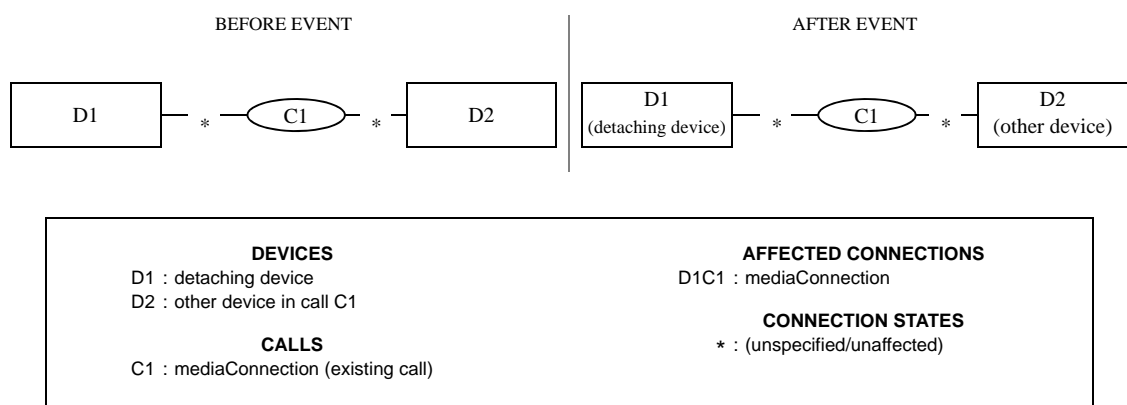 BEFORE EVENT
AFTER EVENT
D1 * C1 * D2
D1
(detaching device)
* C1 *
D2
(other device)
DEVICES
D1 : detaching device
D2 : other device in call C1
CALLS
C1 : mediaConnection (existing call)
AFFECTED CONNECTIONS
D1C1 : mediaConnection
CONNECTION STATES
* : (unspecified/unaffected)